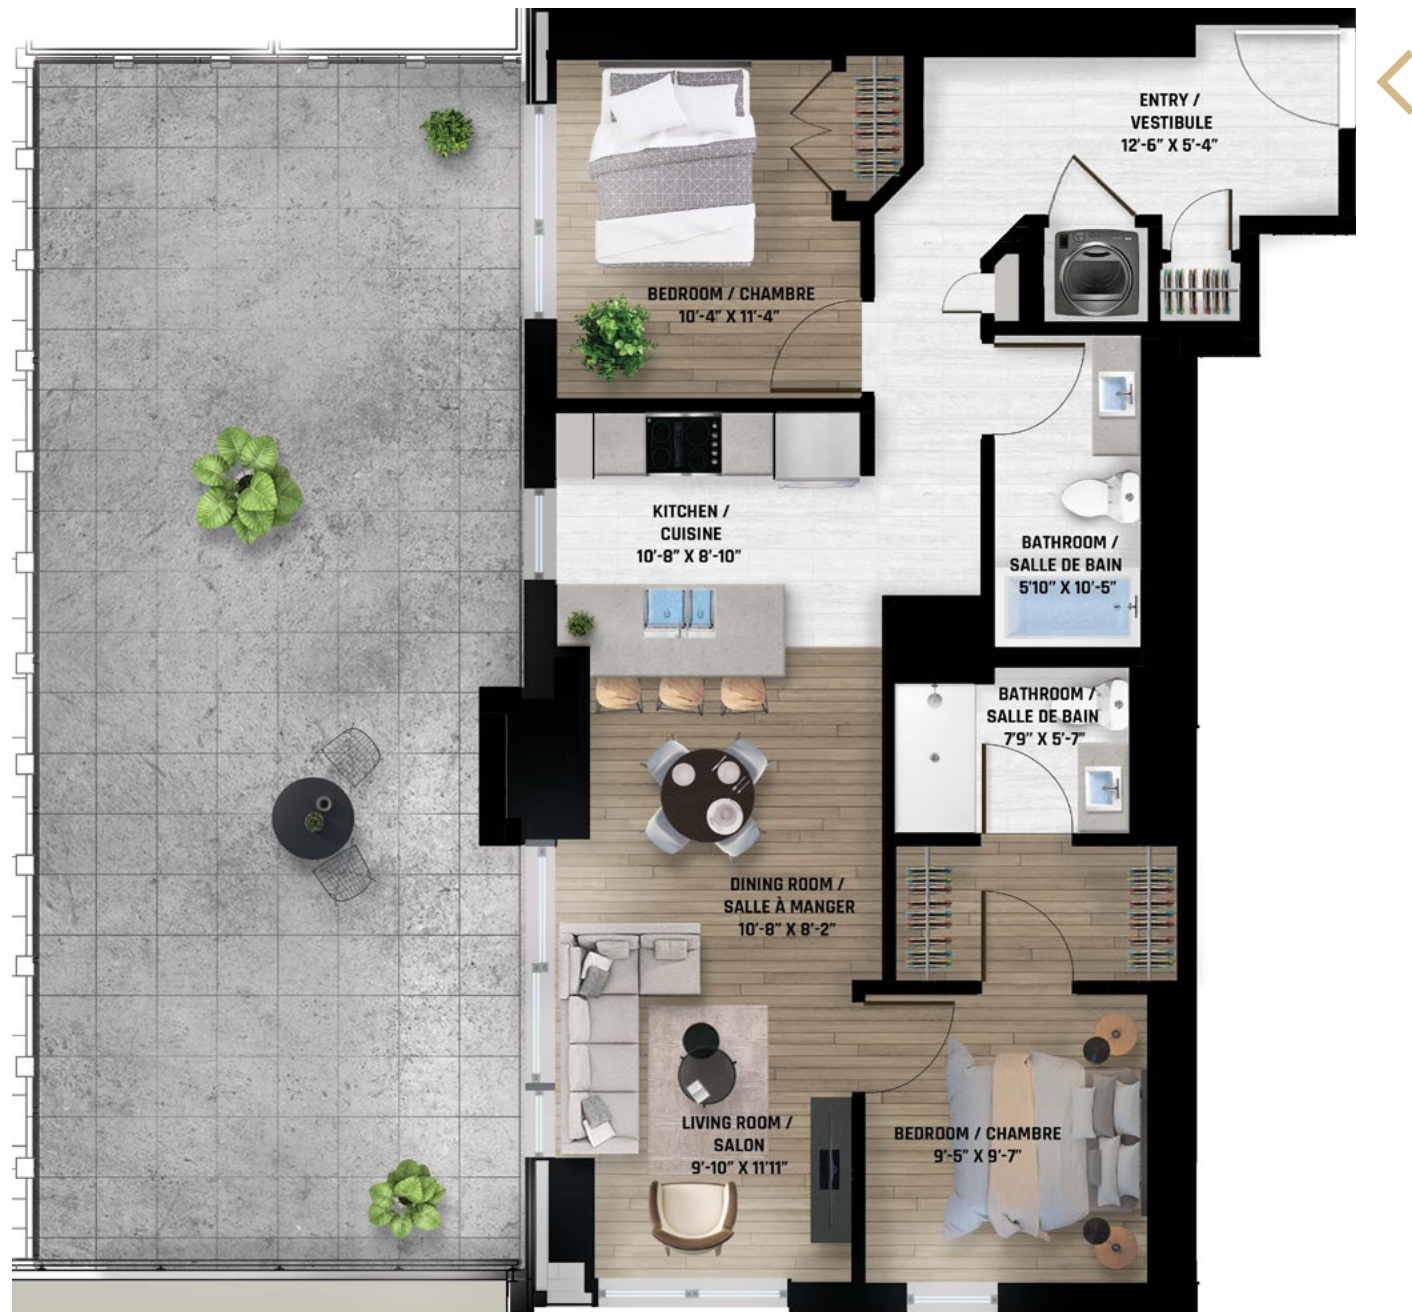 ENTRY /
VESTIBULE
12'-6" X 5'-4"
BEDROOM / CHAMBRE
10'-4" X 11'-4"
KITCHEN /
CUISINE
10'-8" X 8'-10"
BATHROOM /
SALLE DE BAIN
5'10" X 10'-5"
BATHROOM /
SALLE DE BAIN
7'9" X 5'-7"
DINING ROOM /
SALLE À MANGER
10'-8" X 8'-2"
LIVING ROOM /
SALON
9'-10" X 11'11"
BEDROOM / CHAMBRE
9'-5" X 9'-7"